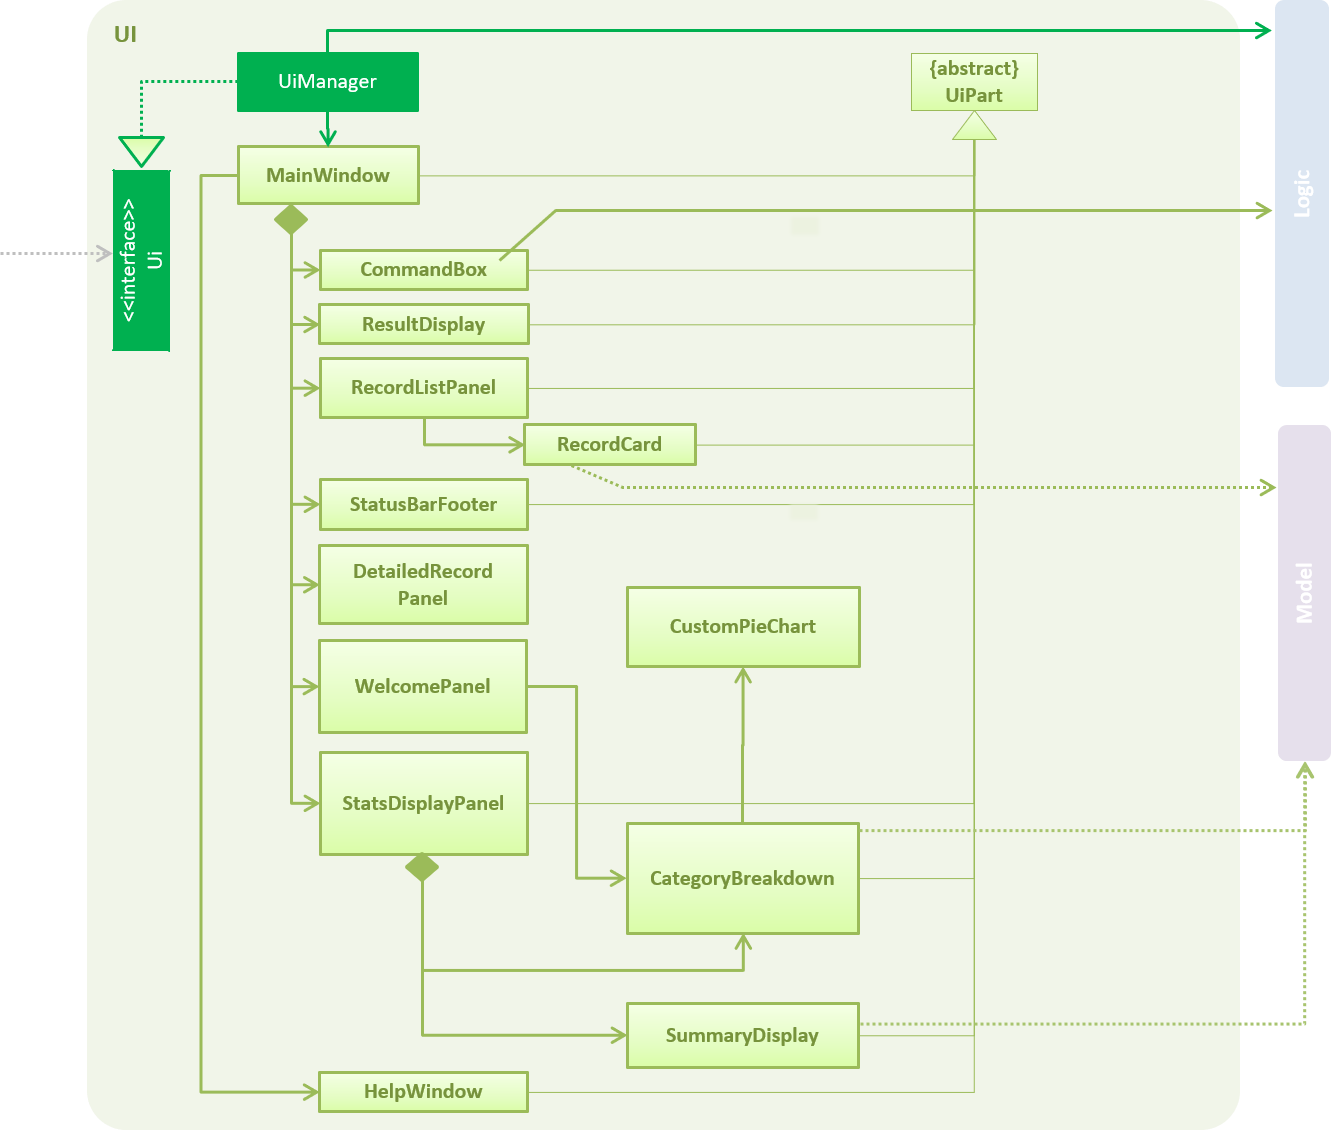 UI
UiManager
{abstract}
UiPart
MainWindow
<<interface>>
Ui
Logic
CommandBox
ResultDisplay
RecordListPanel
RecordCard
StatusBarFooter
DetailedRecord
Panel
CustomPieChart
Model
WelcomePanel
StatsDisplayPanel
CategoryBreakdown
SummaryDisplay
HelpWindow